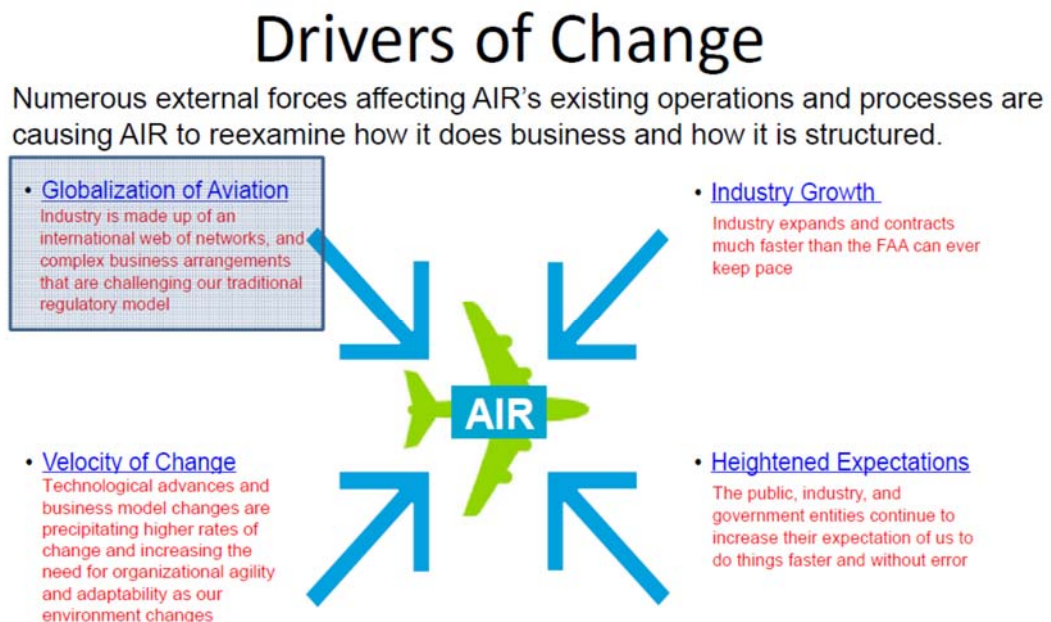 Drivers of Change
Numerous external forces affecting AIR's existing operations and processes are
causing AIR to reexamine how it does business and how it is structured.
• Globalization of Aviation
Industry is made up of an
international web of networks, and
complex business arrangements
that are challenging our traditional
regulatory model
• Industry Growth
Industry expands and contracts
much faster than the FAA can ever
keep pace
AIR
• Velocity of Change
Technological advances and
business model changes are
precipitating higher rates of
change and increasing the
need for organizational agility
and adaptability as our
environment changes
• Heightened Expectations
The public, industry, and
government entities continue to
increase their expectation of us to
do things faster and without error